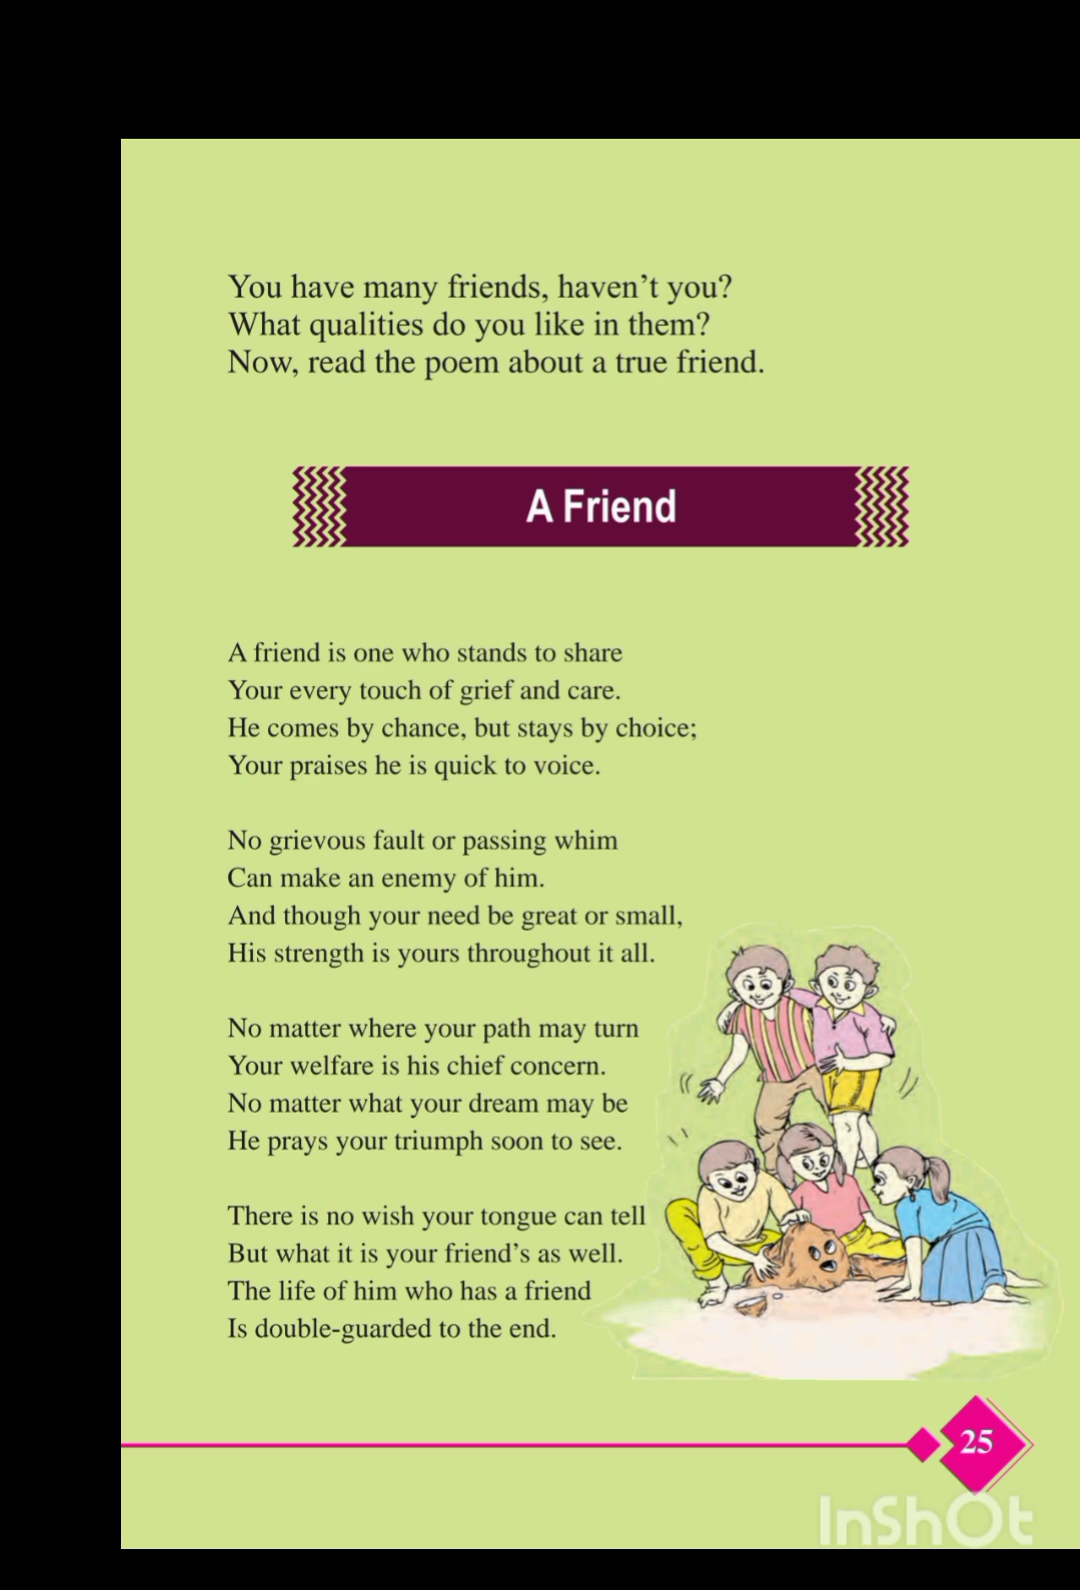 You have many friends, haven’t you?
What qualities do you like in them?
Now, read the poem about a true friend.
A Friend
A friend is one who stands to share
Your every touch of grief and care.
He comes by chance, but stays by choice;
Your praises he is quick to voice.
No grievous fault or passing whim
Can make an enemy of him.
And though your need be great or small,
His strength is yours throughout it all.
No matter where your path may turn
Your welfare is his chief concern.
No matter what your dream may be
He prays your triumph soon to see.
There is no wish your tongue can tell
But what it is your friend’s as well.
The life of him who has a friend
Is double-guarded to the end.
25
InShOt